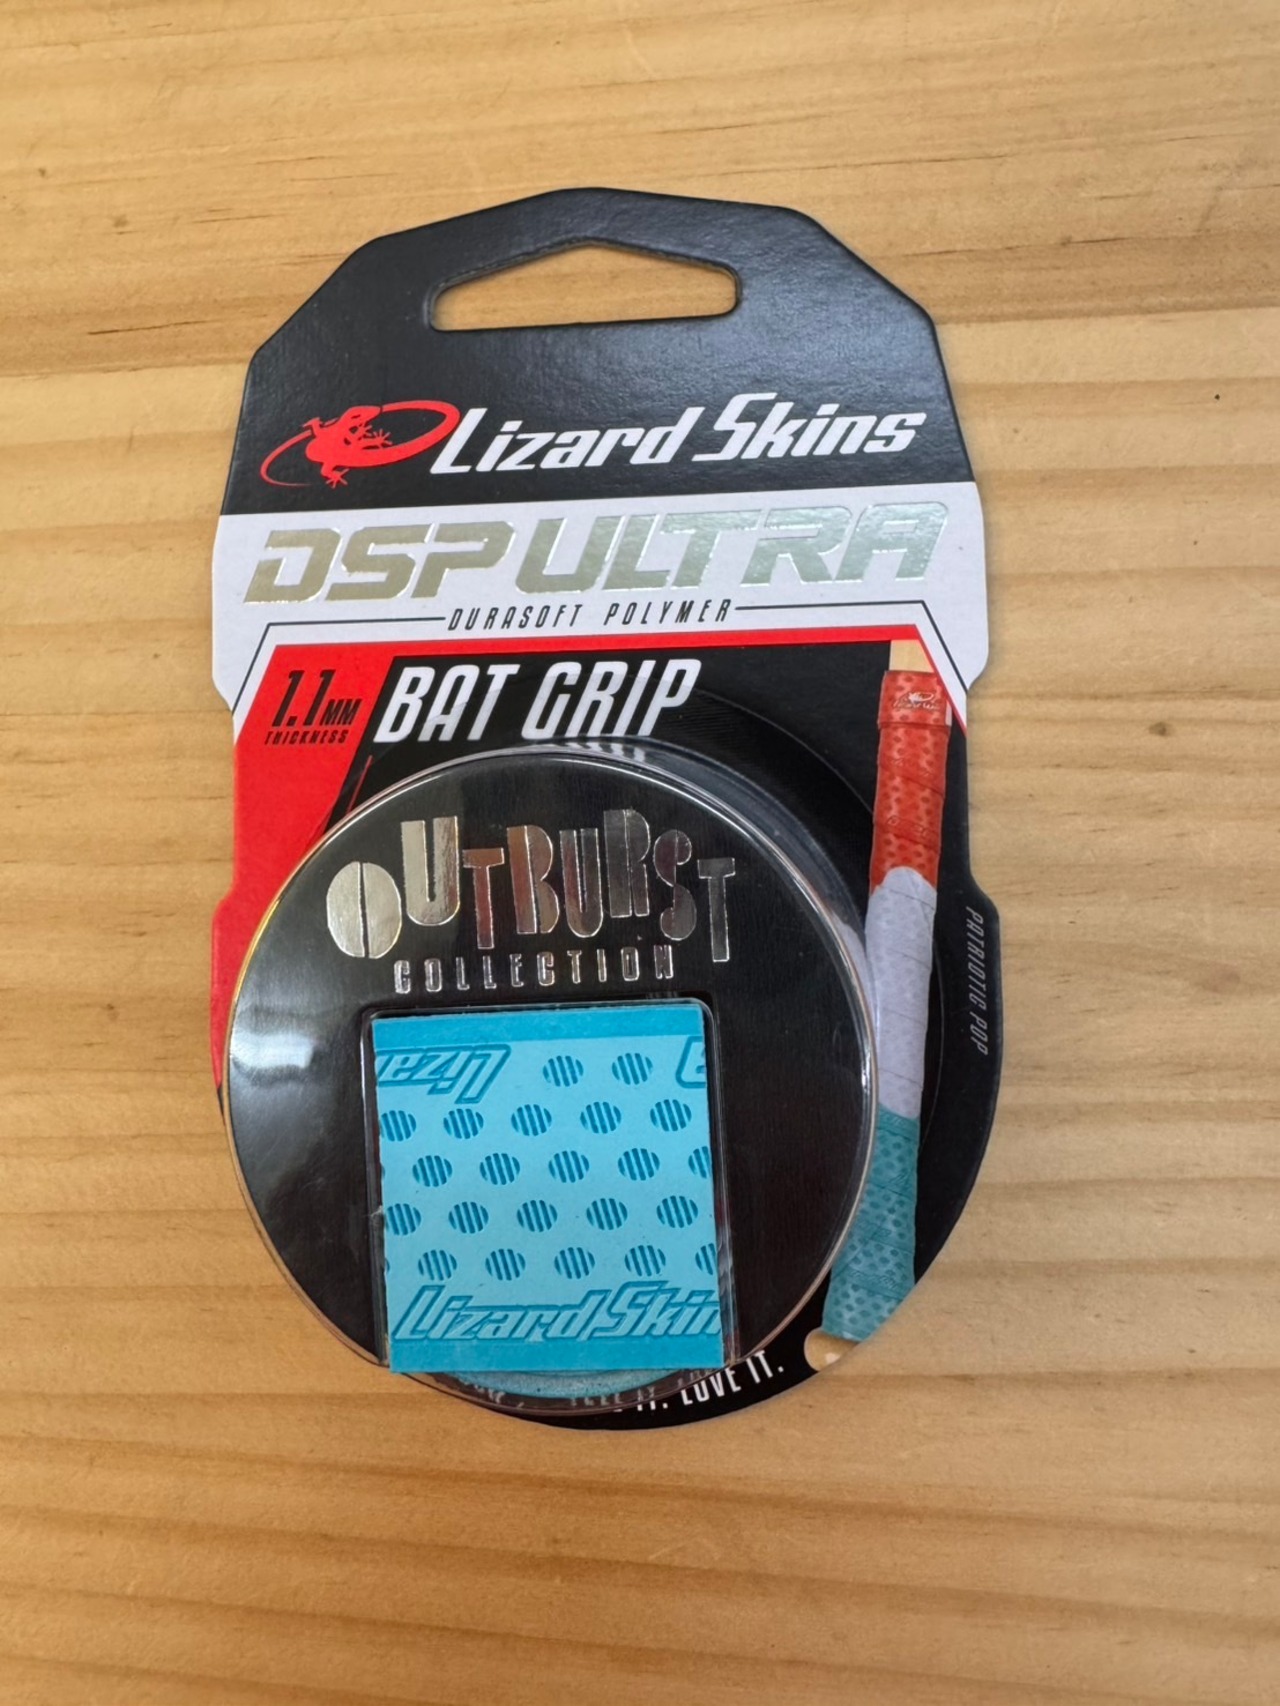 Lizard Skins
DSP ULTRA
DURASOFT POLYMER
1.1MM
THICKNESS
BAT GRIP
OUTBURST
COLLECTION
PATRIOTIC POP
Lizard Skin
IT. LOVE IT.